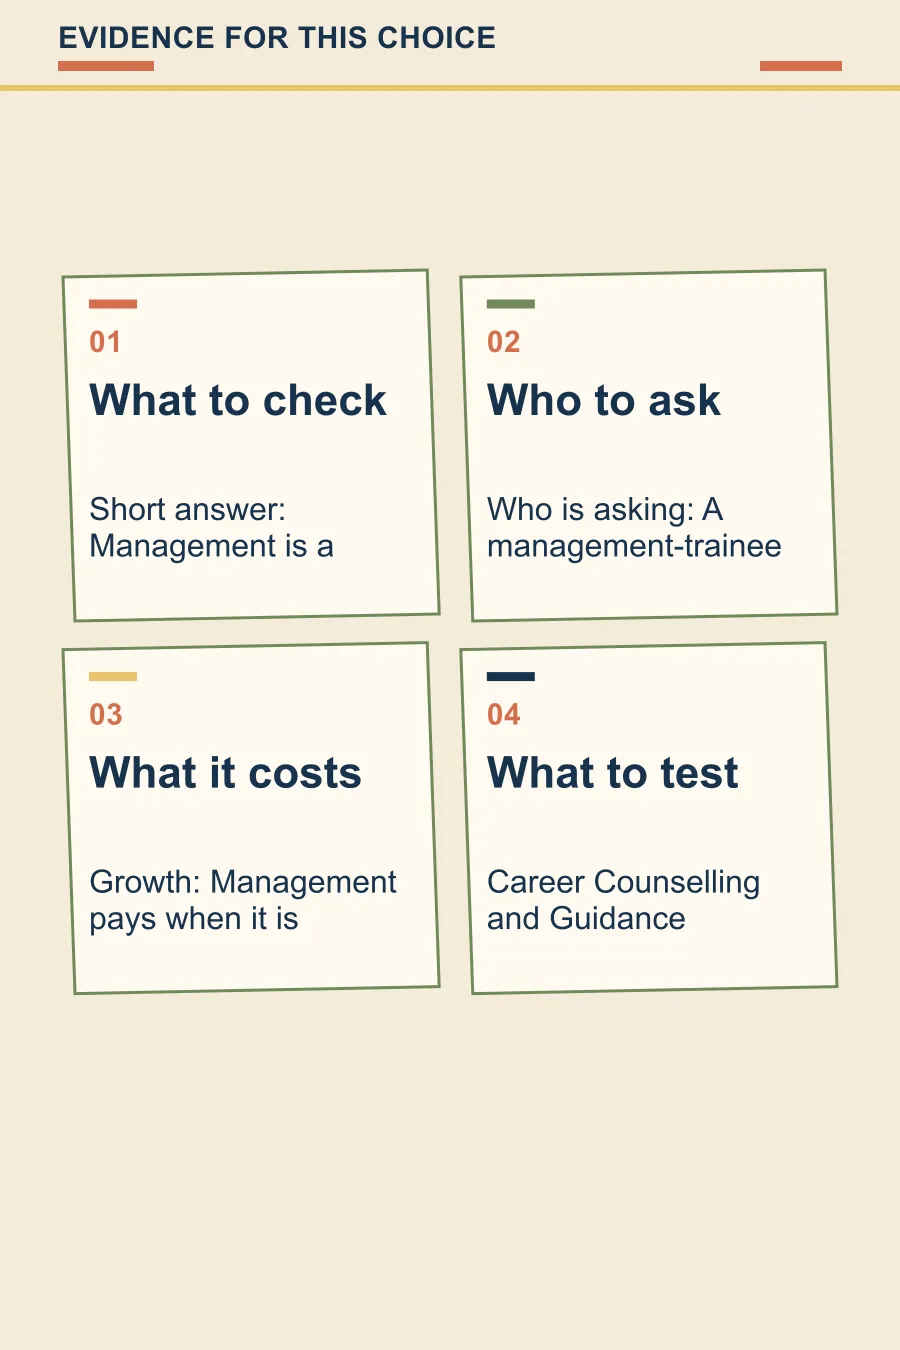 EVIDENCE FOR THIS CHOICE
01
What to check
Short answer:
Management is a
02
Who to ask
Who is asking: A
management-trainee
03
What it costs
Growth: Management
pays when it is
04
What to test
Career Counselling
and Guidance